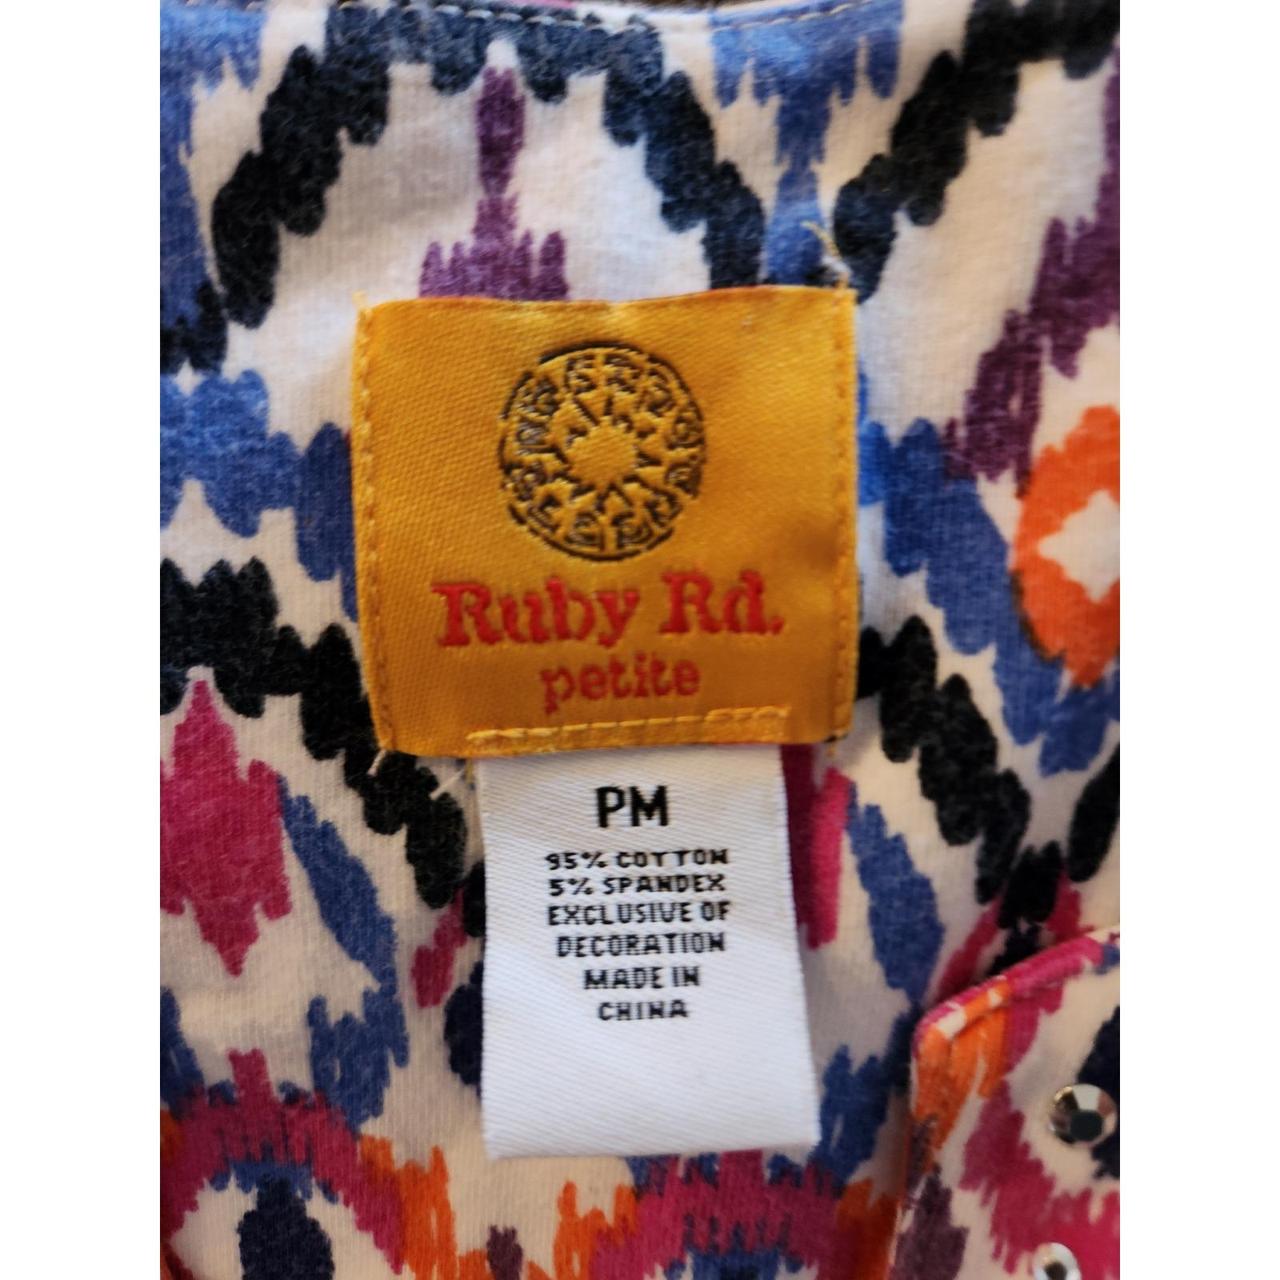 Ruby Rd.
petite
PM
95% COTTON
5% SPANDEX
EXCLUSIVE OF
DECORATION
MADE IN
CHINA